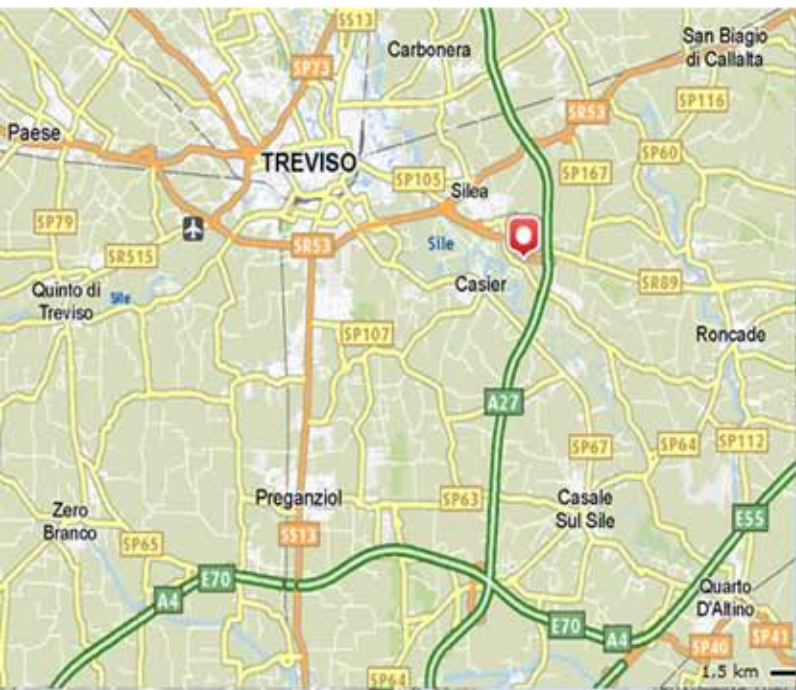 SS13
Carbonera
San Biagio
di Callalta
SP73
SP116
SR53
Paese
TREVISO
SP60
SP105
SP167
Silea
SP79
SR53
Sile
SR515
Casier
SR89
Quinto di
Treviso
Sile
SP107
Roncade
A27
SP67
SP64
SP112
Preganziol
SP63
Casale
Sul Sile
Zero
Branco
SS13
E55
SP65
E70
A4
Quarto
D'Altino
E70
A4
SP40
SP41
SP64
1.5 km